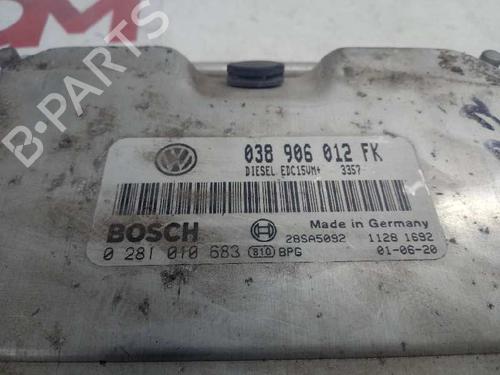 038 906 012 FK
DIESEL EDC15VM+ 3357
BOSCH
Made in Germany
28SA5092 1128 1692
0 281 010 683 810 BPG 01-06-20
B-Parts